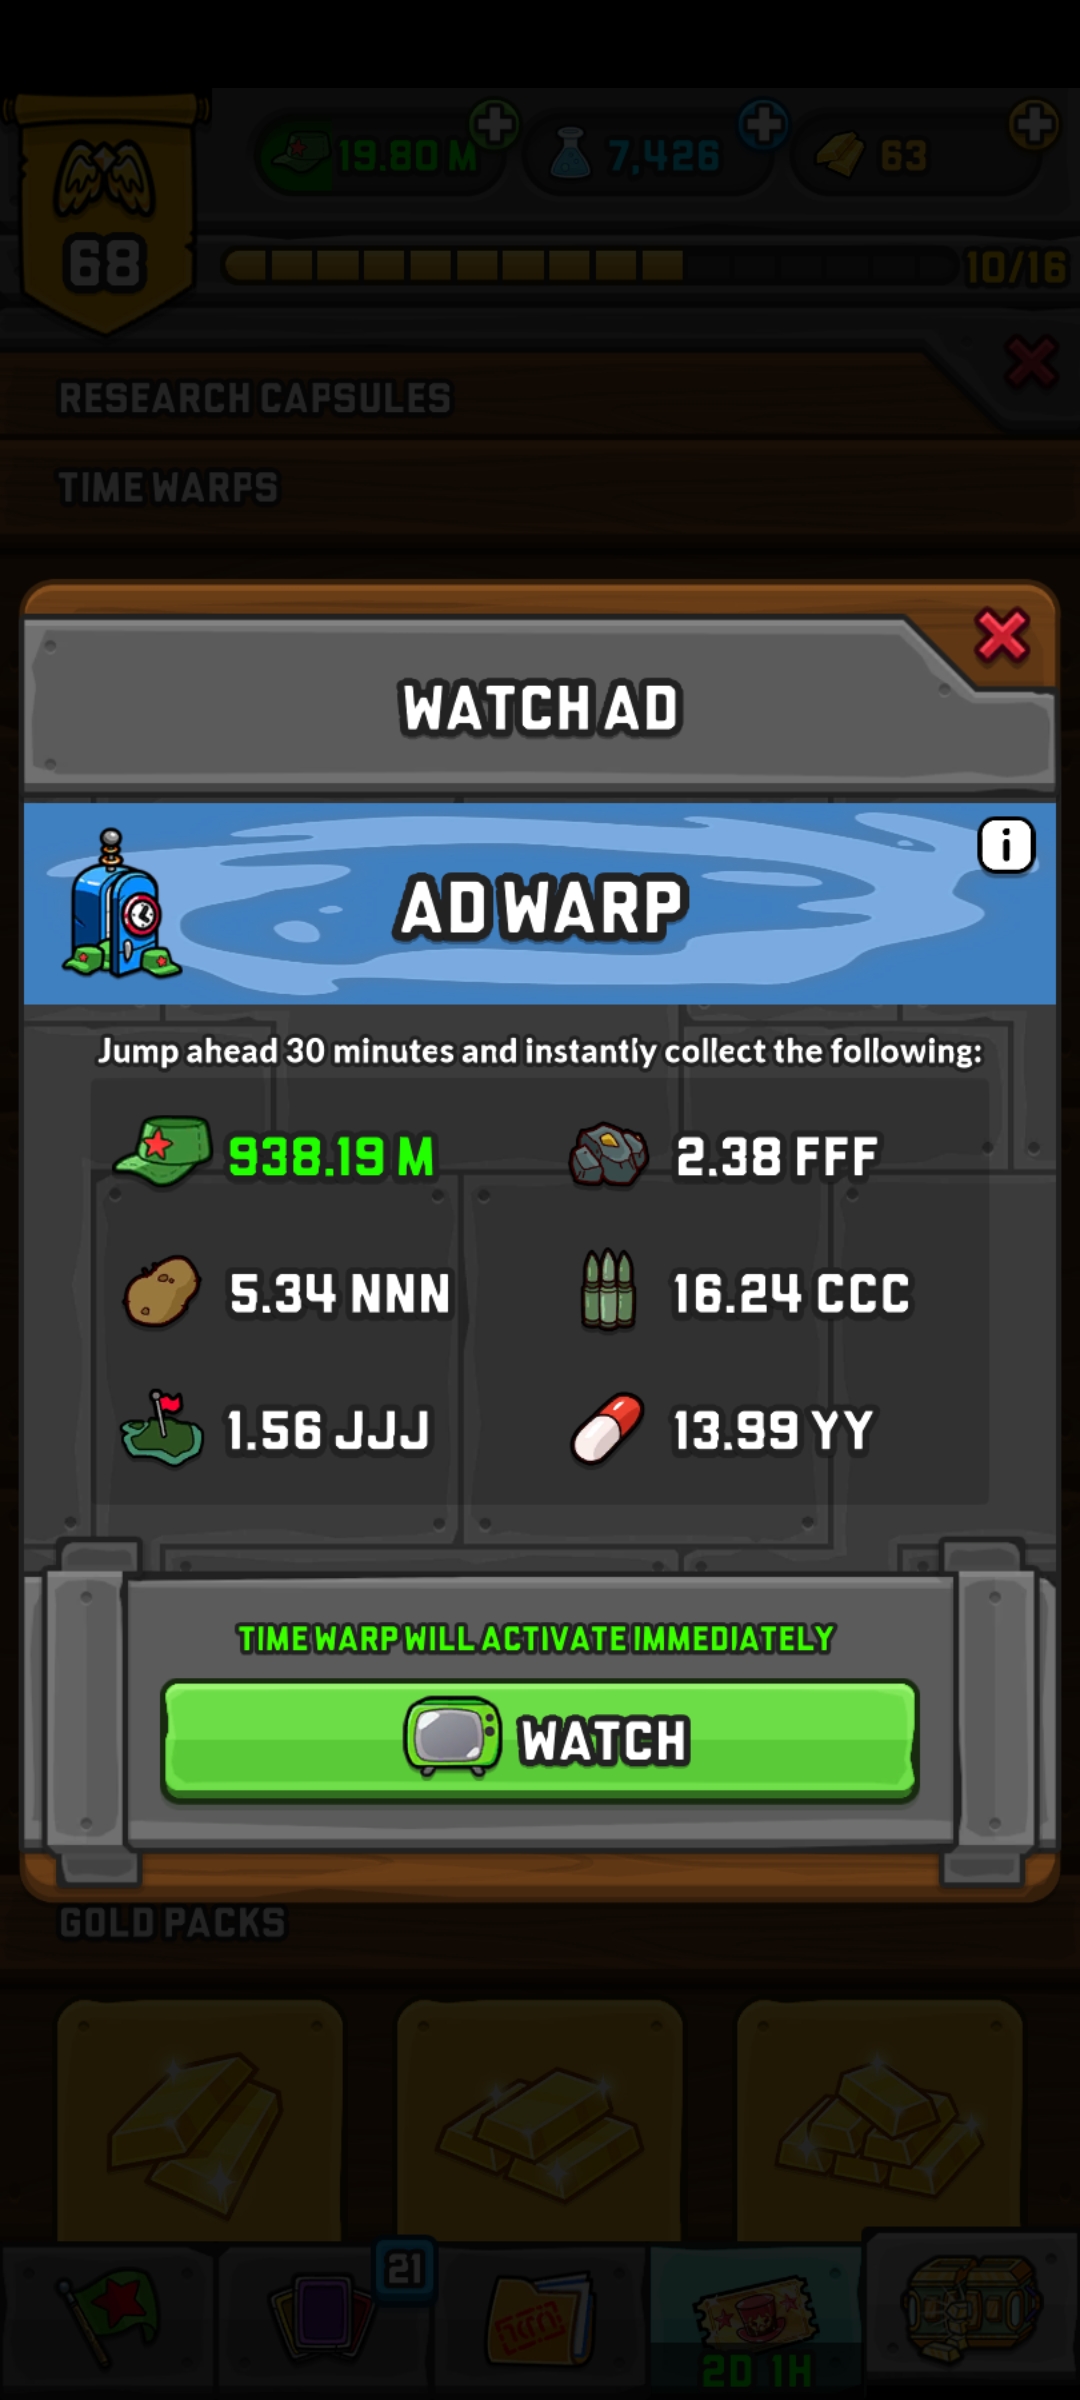 19.80 M
7,426
63
68
10/16
RESEARCH CAPSULES
TIME WARPS
WATCH AD
AD WARP
i
Jump ahead 30 minutes and instantly collect the following:
938.19 M
2.38 FFF
5.34 NNN
16.24 CCC
1.56 JJJ
13.99 YY
TIME WARP WILL ACTIVATE IMMEDIATELY
WATCH
GOLD PACKS
21
2D 1H